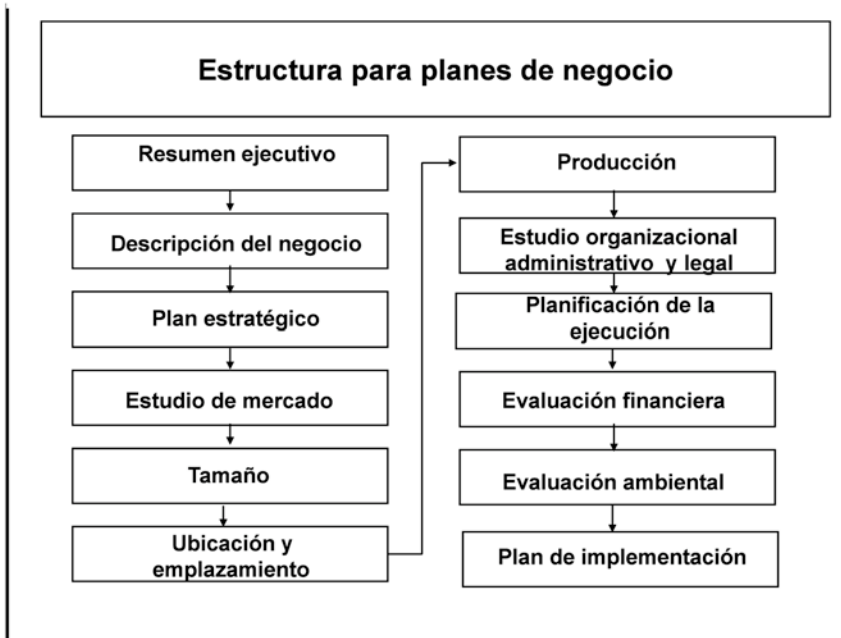 Estructura para planes de negocio
Resumen ejecutivo
Descripción del negocio
Plan estratégico
Estudio de mercado
Tamaño
Ubicación y
emplazamiento
Producción
Estudio organizacional
administrativo y legal
Planificación de la
ejecución
Evaluación financiera
Evaluación ambiental
Plan de implementación